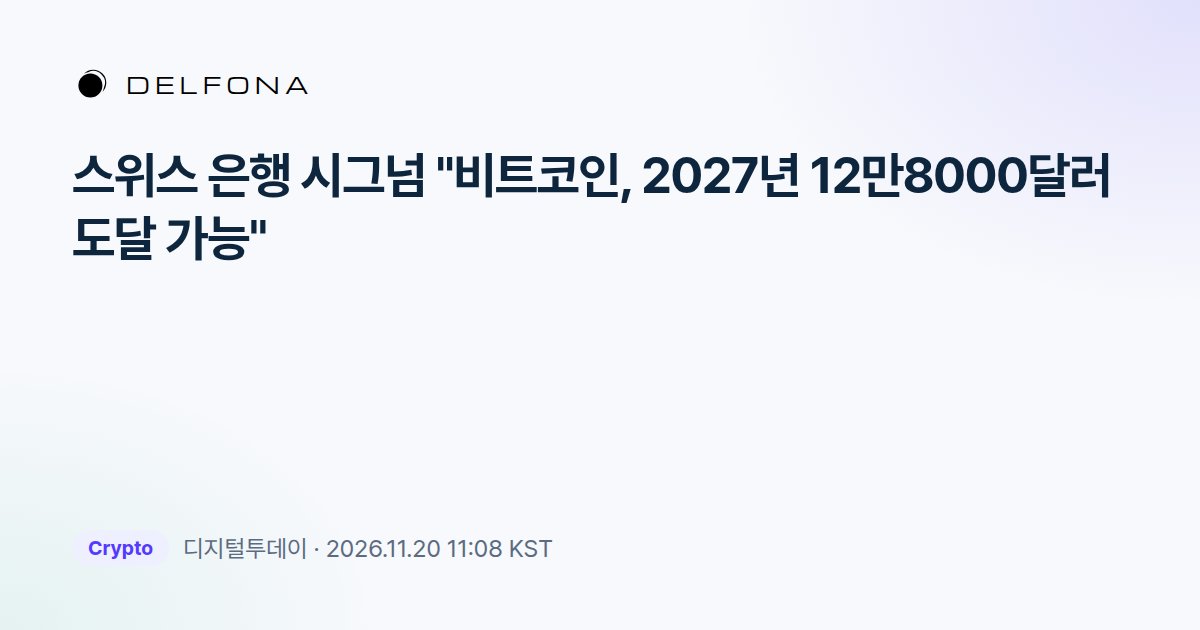 DELFONA
스위스 은행 시그넘 "비트코인, 2027년 12만8000달러
도달 가능"
Crypto 디지털투데이 · 2026.11.20 11:08 KST